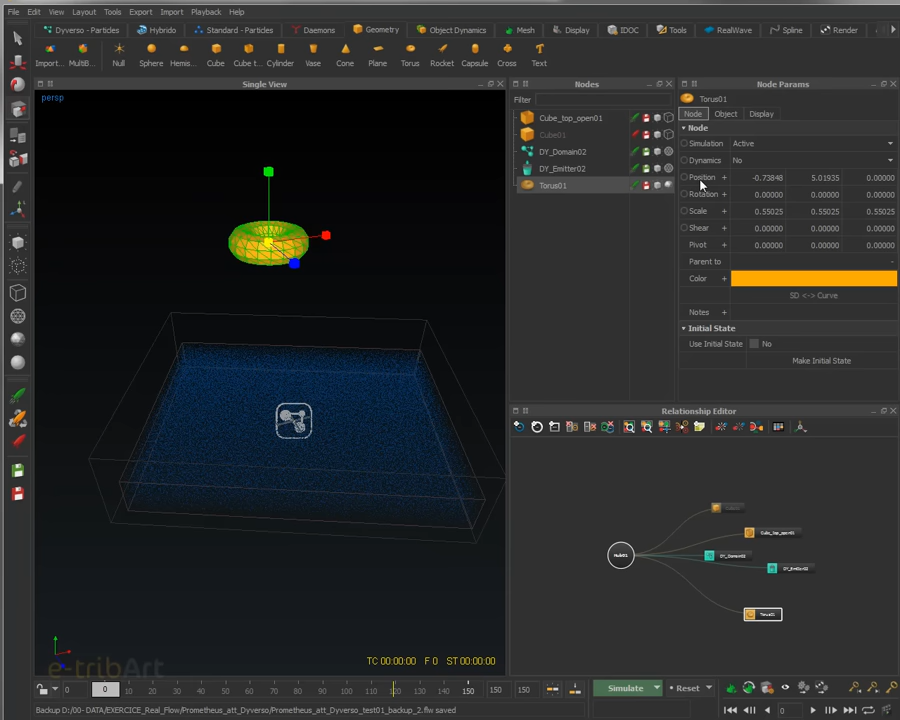 File Edit View Layout Tools Export Import Playback Help
Dyverso - Particles Hybrido Standard - Particles Daemons Geometry Object Dynamics Mesh Display IDOC Tools RealWave Spline Render
Import... MultiB... Null Sphere Hemis... Cube Cube t... Cylinder Vase Cone Plane Torus Rocket Capsule Cross Text
Single View
persp
Nodes
Filter
Cube_top_open01
Cube01
DY_Domain02
DY_Emitter02
Torus01
Node Params
Torus01
Node Object Display
Node
Simulation Active
Dynamics No
Position + -0.73848 5.01935 0.00000
Rotation + 0.00000 0.00000 0.00000
Scale + 0.55025 0.55025 0.55025
Shear + 0.00000 0.00000 0.00000
Pivot + 0.00000 0.00000 0.00000
Parent to -
Color +
SD <-> Curve
Notes +
Initial State
Use Initial State No
Make Initial State
Relationship Editor
Cube_top_open01
Hub01
DY_Domain02
DY_Emitter02
Torus01
e-tribArt
TC 00:00:00 F 0 ST 00:00:00
0 0 10 20 30 40 50 60 70 80 90 100 110 120 130 140 150 150 150
Simulate Reset
0
Backup D:/00- DATA/EXERCICE_Real_Flow/Prometheus_att_Dyverso/Prometheus_att_Dyverso_test01_backup_2.flw saved